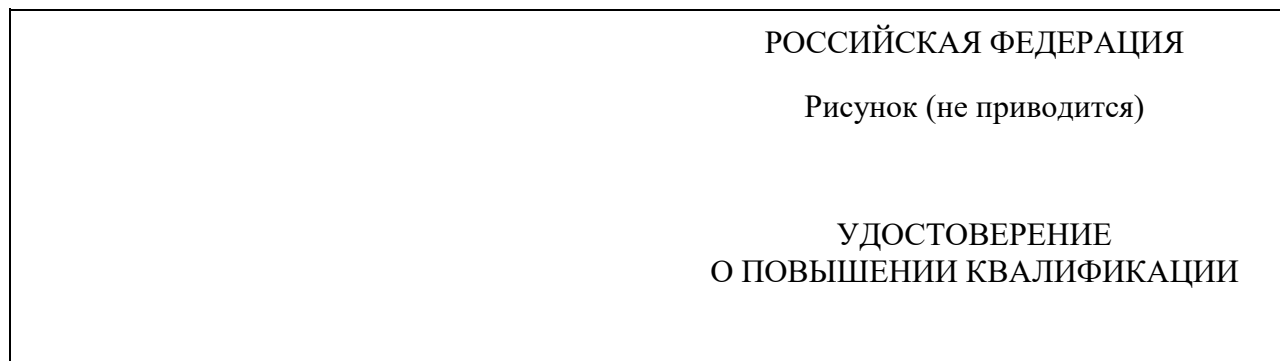 РОССИЙСКАЯ ФЕДЕРАЦИЯ
Рисунок (не приводится)
УДОСТОВЕРЕНИЕ
О ПОВЫШЕНИИ КВАЛИФИКАЦИИ